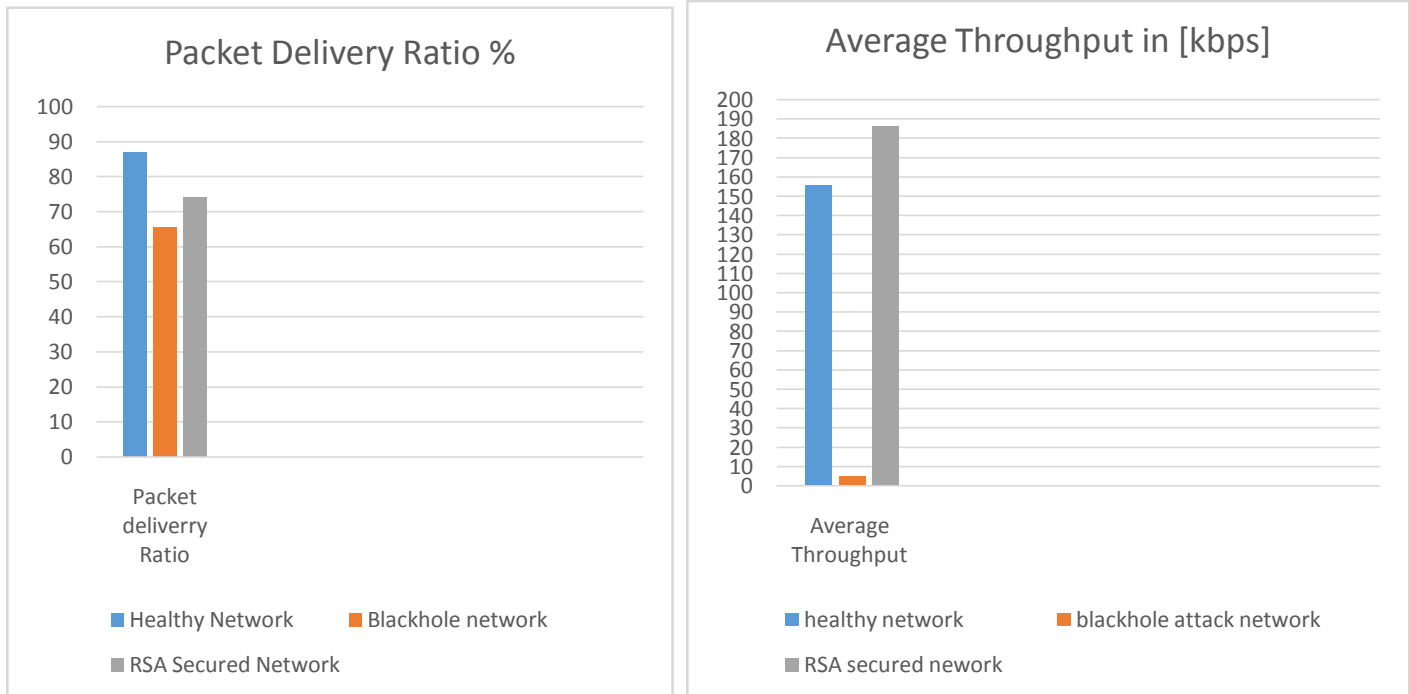 Packet Delivery Ratio %
100
90
80
70
60
50
40
30
20
10
0
Packet
deliverry
Ratio
Healthy Network
Blackhole network
RSA Secured Network
Average Throughput in [kbps]
200
190
180
170
160
150
140
130
120
110
100
90
80
70
60
50
40
30
20
10
0
Average
Throughput
healthy network
blackhole attack network
RSA secured nework